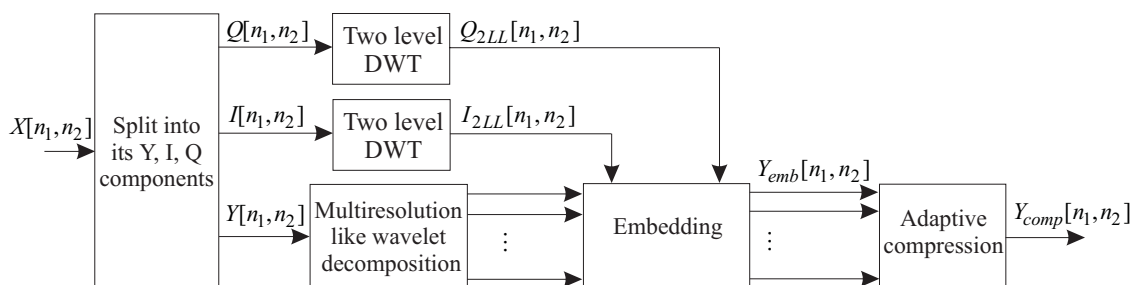 X[n₁,n₂]
Split into
its Y, I, Q
components
Q[n₁,n₂]
Two level
DWT
Q₂LL[n₁,n₂]
I[n₁,n₂]
Two level
DWT
I₂LL[n₁,n₂]
Y[n₁,n₂]
Multiresolution
like wavelet
decomposition
⋮
Embedding
Yemb[n₁,n₂]
⋮
Adaptive
compression
Ycomp[n₁,n₂]